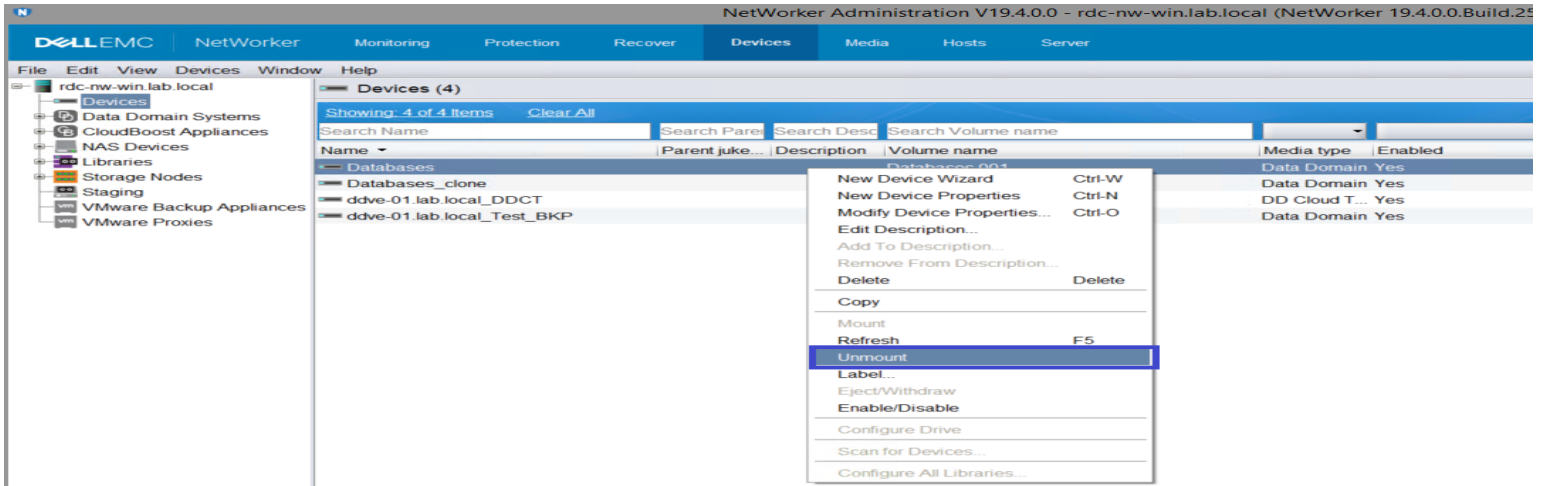 NetWorker Administration V19.4.0.0 - rdc-nw-win.lab.local (NetWorker 19.4.0.0.Build.25
DELLEMC NetWorker Monitoring Protection Recover Devices Media Hosts Server
File Edit View Devices Window Help
rdc-nw-win.lab.local
Devices
Data Domain Systems
CloudBoost Appliances
NAS Devices
Libraries
Storage Nodes
Staging
VMware Backup Appliances
VMware Proxies
Devices (4)
Showing: 4 of 4 Items Clear All
Search Name Search Parei Search Desc Search Volume name
Name Parent juke... Description Volume name Media type Enabled
Databases Databases.001 Data Domain Yes
Databases_clone Data Domain Yes
ddve-01.lab.local_DDCT DD Cloud T... Yes
ddve-01.lab.local_Test_BKP Data Domain Yes
New Device Wizard Ctrl-W
New Device Properties Ctrl-N
Modify Device Properties... Ctrl-O
Edit Description...
Add To Description...
Remove From Description...
Delete Delete
Copy
Mount
Refresh F5
Unmount
Label...
Eject/Withdraw
Enable/Disable
Configure Drive
Scan for Devices...
Configure All Libraries...